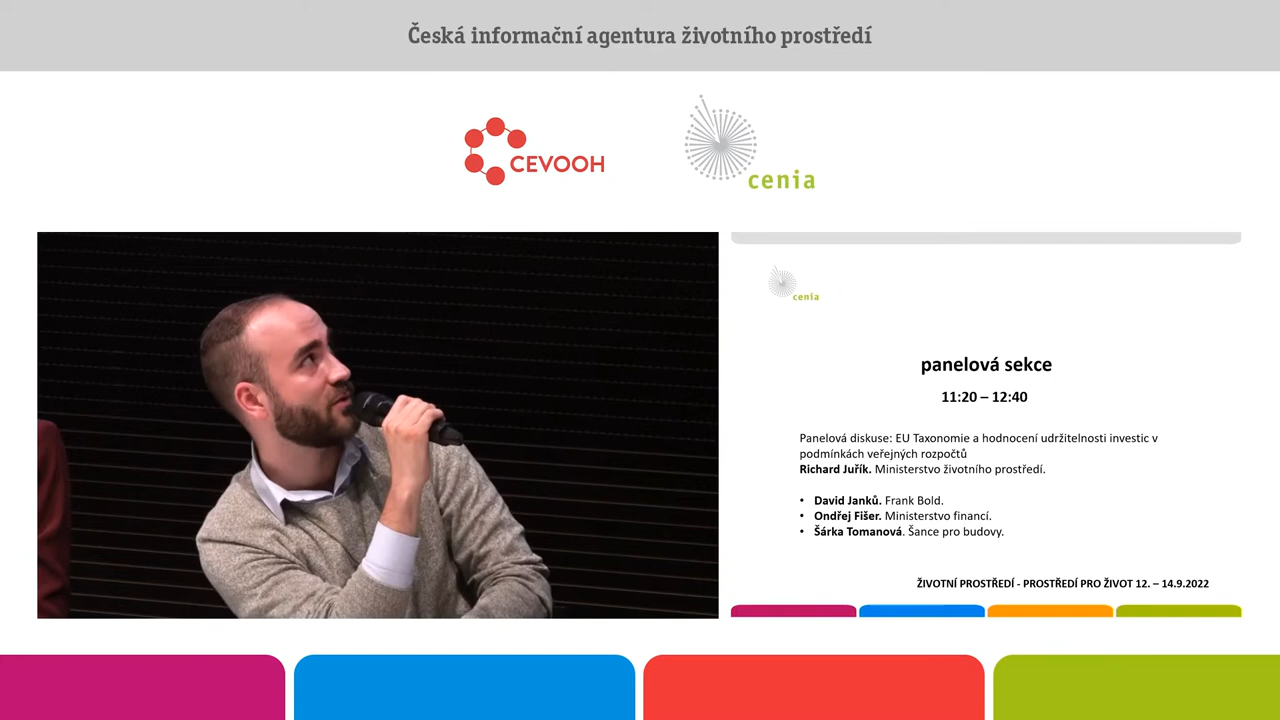 Česká informační agentura životního prostředí
CEVOOH
cenia
cenia
panelová sekce
11:20 – 12:40
Panelová diskuse: EU Taxonomie a hodnocení udržitelnosti investic v
podmínkách veřejných rozpočtů
Richard Juřík. Ministerstvo životního prostředí.
• David Janků. Frank Bold.
• Ondřej Fišer. Ministerstvo financí.
• Šárka Tomanová. Šance pro budovy.
ŽIVOTNÍ PROSTŘEDÍ - PROSTŘEDÍ PRO ŽIVOT 12. – 14.9.2022